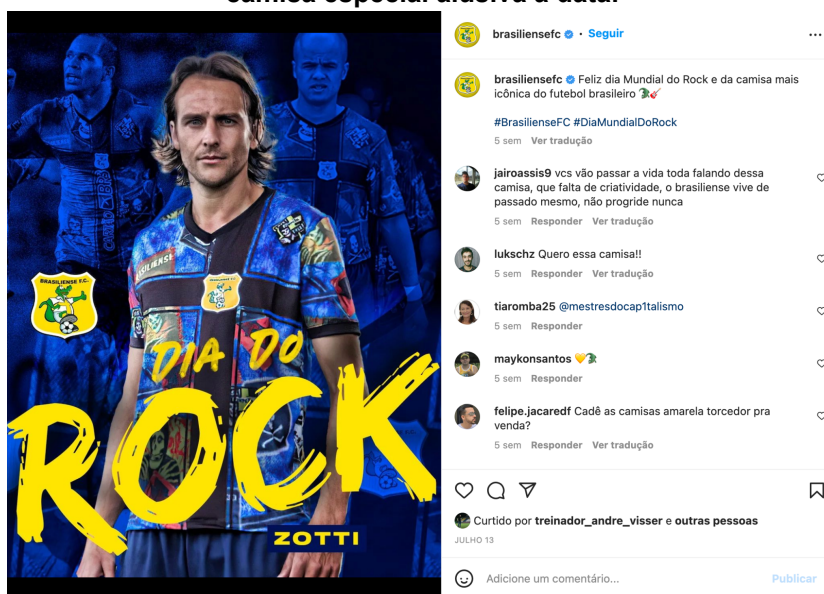 camisa especial alusiva à data.
brasiliensefc • Seguir
brasiliensefc Feliz dia Mundial do Rock e da camisa mais
icônica do futebol brasileiro 🐊🎸
#BrasilienseFC #DiaMundialDoRock
5 sem Ver tradução
jairoassis9 vcs vão passar a vida toda falando dessa
camisa, que falta de criatividade, o brasiliense vive de
passado mesmo, não progride nunca
5 sem Responder Ver tradução
lukschz Quero essa camisa!!
5 sem Responder Ver tradução
tiaromba25 @mestresdocap1talismo
5 sem Responder
maykonsantos 💛🐊
5 sem Responder
felipe.jacaredf Cadê as camisas amarela torcedor pra
venda?
5 sem Responder Ver tradução
Curtido por treinador_andre_visser e outras pessoas
JULHO 13
Adicione um comentário... Publicar
BRASILIENSE F.C.
BRASILIENSE
DIA DO
ROCK
ZOTTI